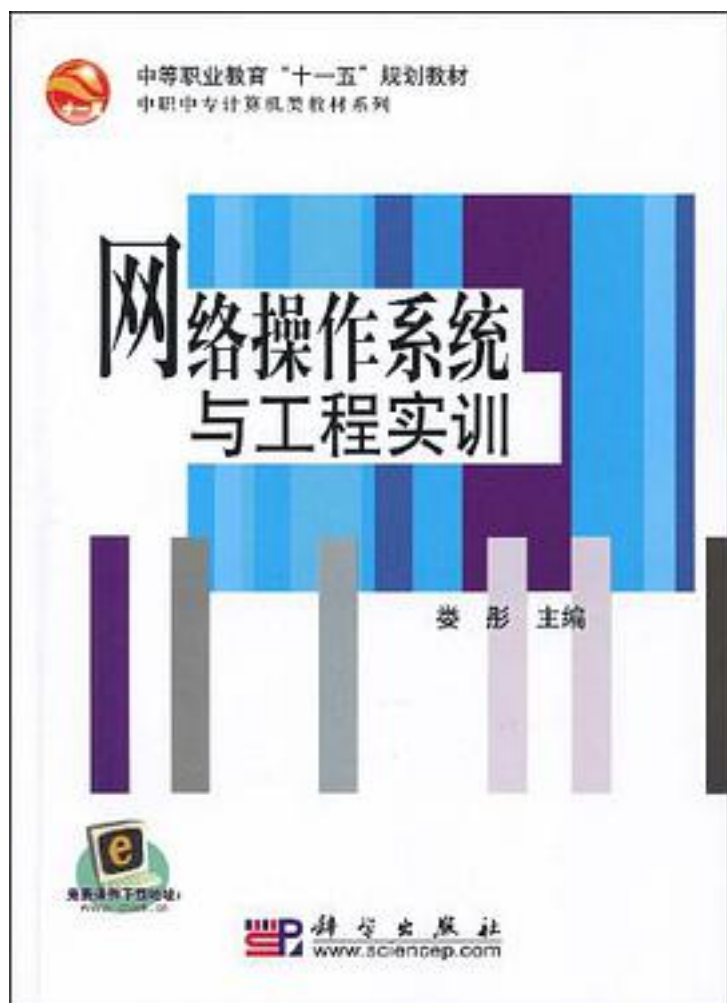 中等职业教育“十一五”规划教材
中职中专计算机类教材系列
网络操作系统
与工程实训
娄 彤 主编
e
免费课件下载地址:
科学出版社
www.sciencep.com